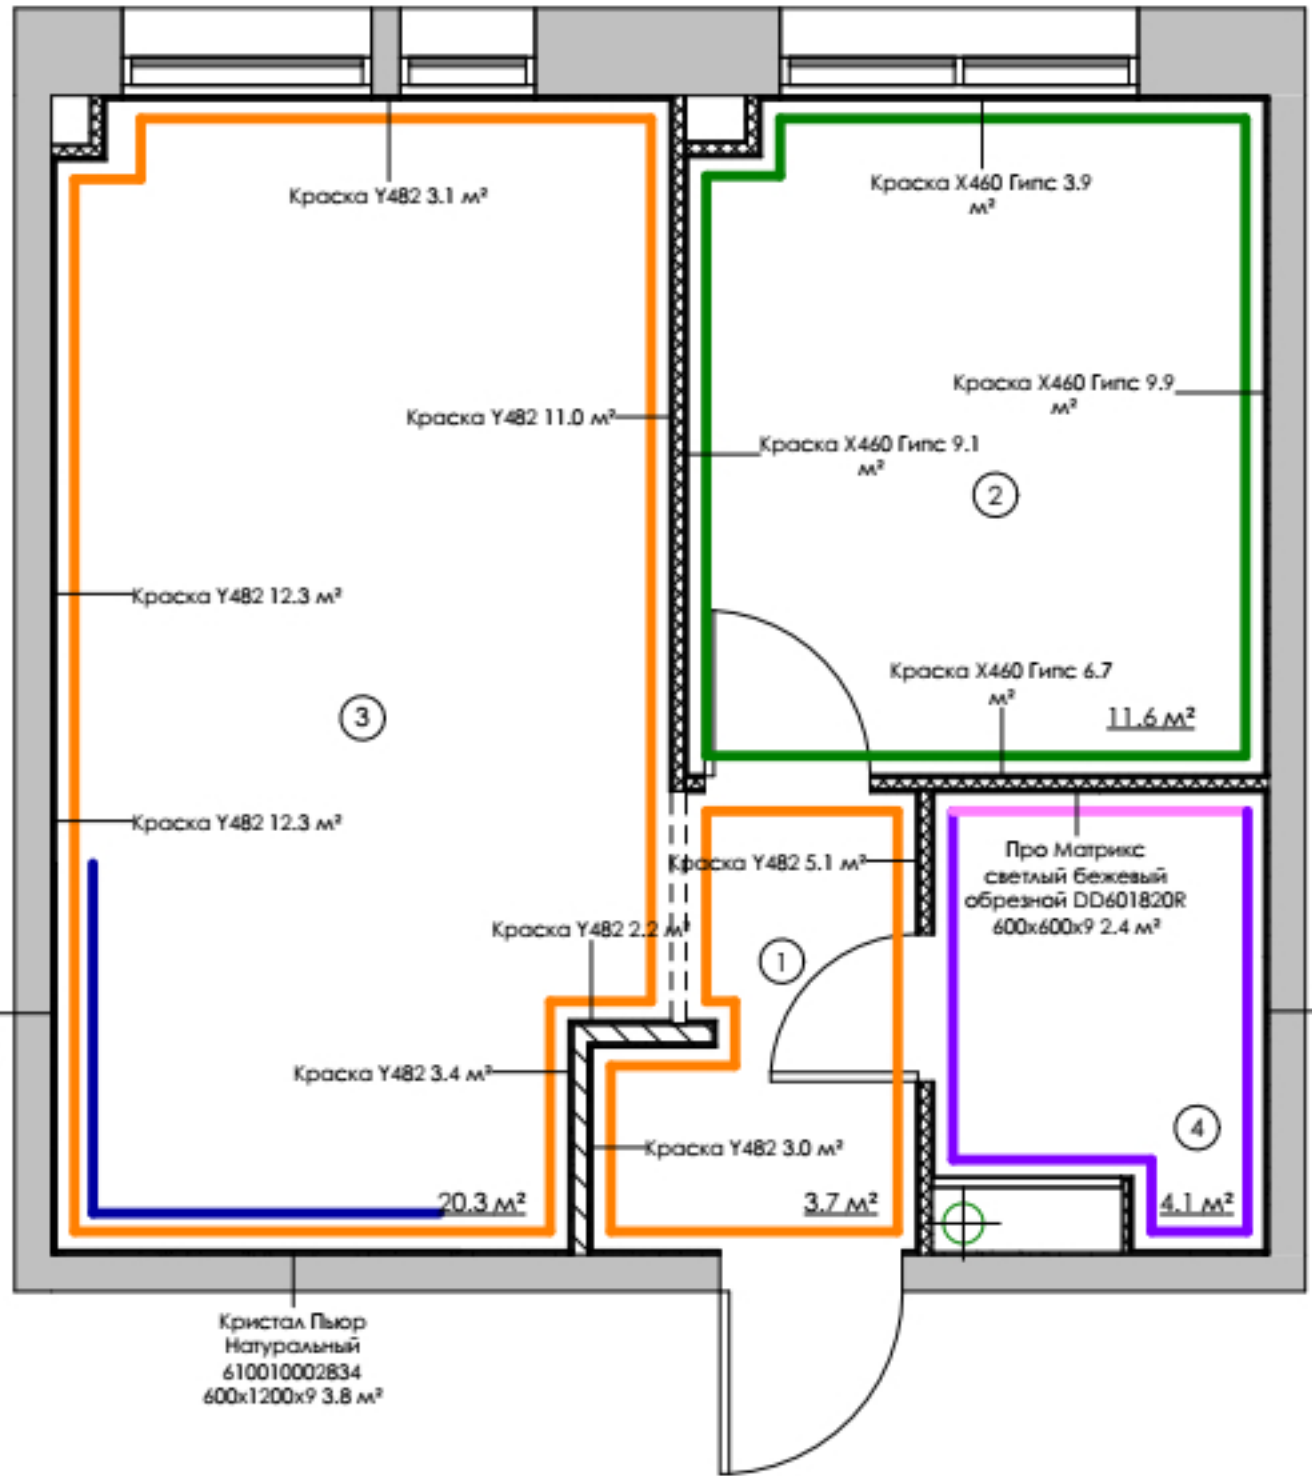 Краска Y482 3.1 м²
Краска X460 Гипс 3.9
м²
Краска X460 Гипс 9.9
м²
Краска Y482 11.0 м²
Краска X460 Гипс 9.1
м²
2
Краска Y482 12.3 м²
Краска X460 Гипс 6.7
м²
3
11.6 м²
Краска Y482 12.3 м²
Краска Y482 5.1 м²
Про Матрикс
светлый бежевый
обрезной DD601820R
600x600x9 2.4 м²
Краска Y482 2.2 м²
1
Краска Y482 3.4 м²
4
Краска Y482 3.0 м²
20.3 м²
3.7 м²
4.1 м²
Кристал Пьюр
Натуральный
610010002834
600x1200x9 3.8 м²